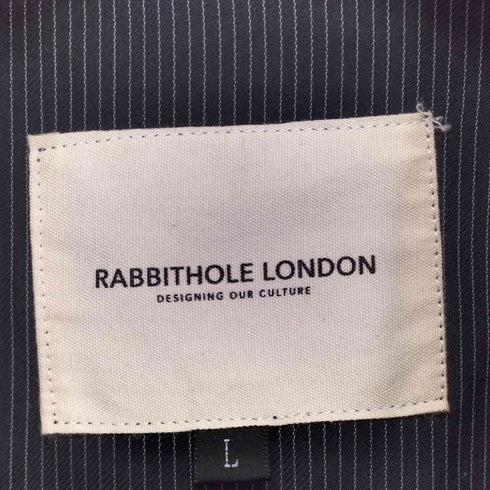 RABBITHOLE LONDON
DESIGNING OUR CULTURE
L